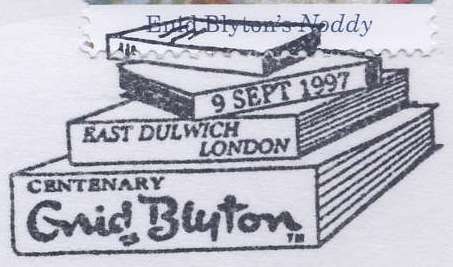 Enid Blyton's Noddy
9 SEPT 1997
EAST DULWICH
LONDON
CENTENARY
Enid Blyton
TM